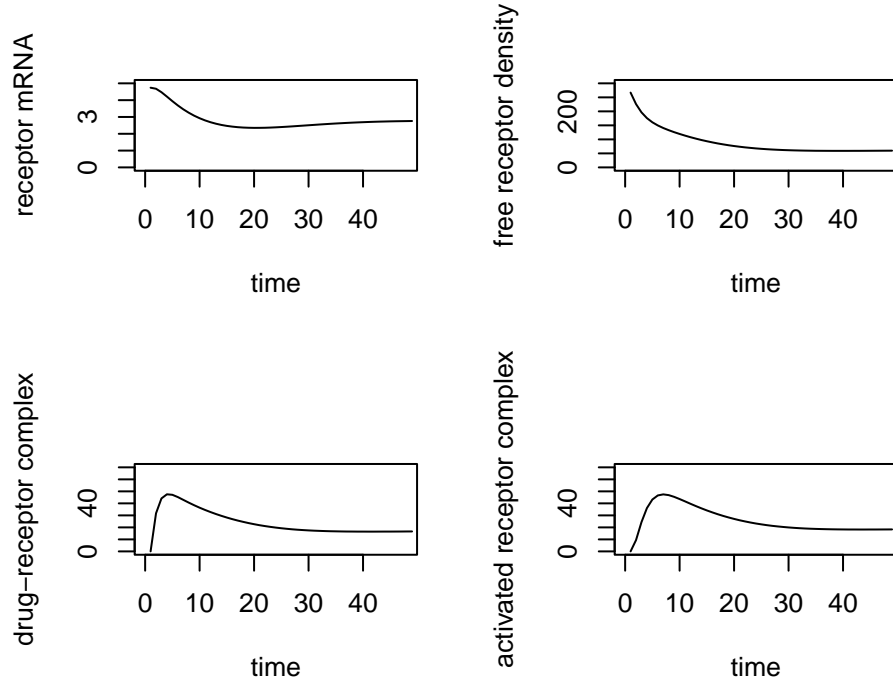 receptor mRNA
0 3
0 10 20 30 40
time
free receptor density
0 200
0 10 20 30 40
time
drug−receptor complex
0 40
0 10 20 30 40
time
activated receptor complex
0 40
0 10 20 30 40
time